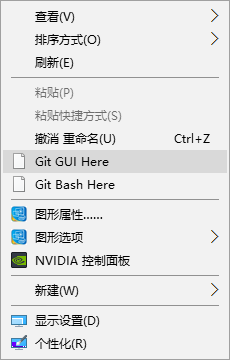 查看(V)
排序方式(O)
刷新(E)
粘贴(P)
粘贴快捷方式(S)
撤消 重命名(U) Ctrl+Z
Git GUI Here
Git Bash Here
图形属性......
图形选项
NVIDIA 控制面板
新建(W)
显示设置(D)
个性化(R)